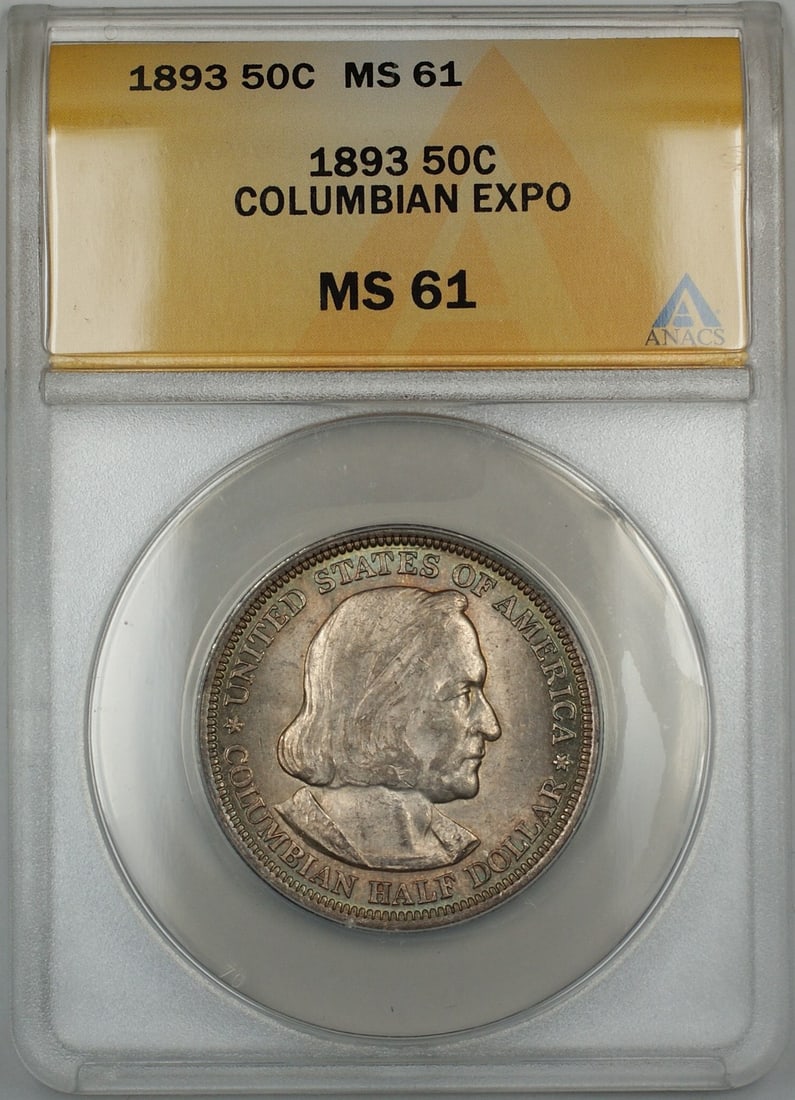 1893 50C MS 61
1893 50C
COLUMBIAN EXPO
MS 61
ANACS
UNITED STATES OF AMERICA
COLUMBIAN HALF DOLLAR